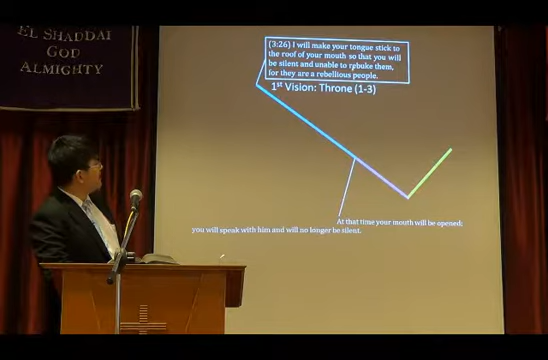 EL SHADDAI
GOD
ALMIGHTY
(3:26) I will make your tongue stick to
the roof of your mouth so that you will
be silent and unable to rebuke them,
for they are a rebellious people.
1st Vision: Throne (1-3)
At that time your mouth will be opened;
you will speak with him and will no longer be silent.